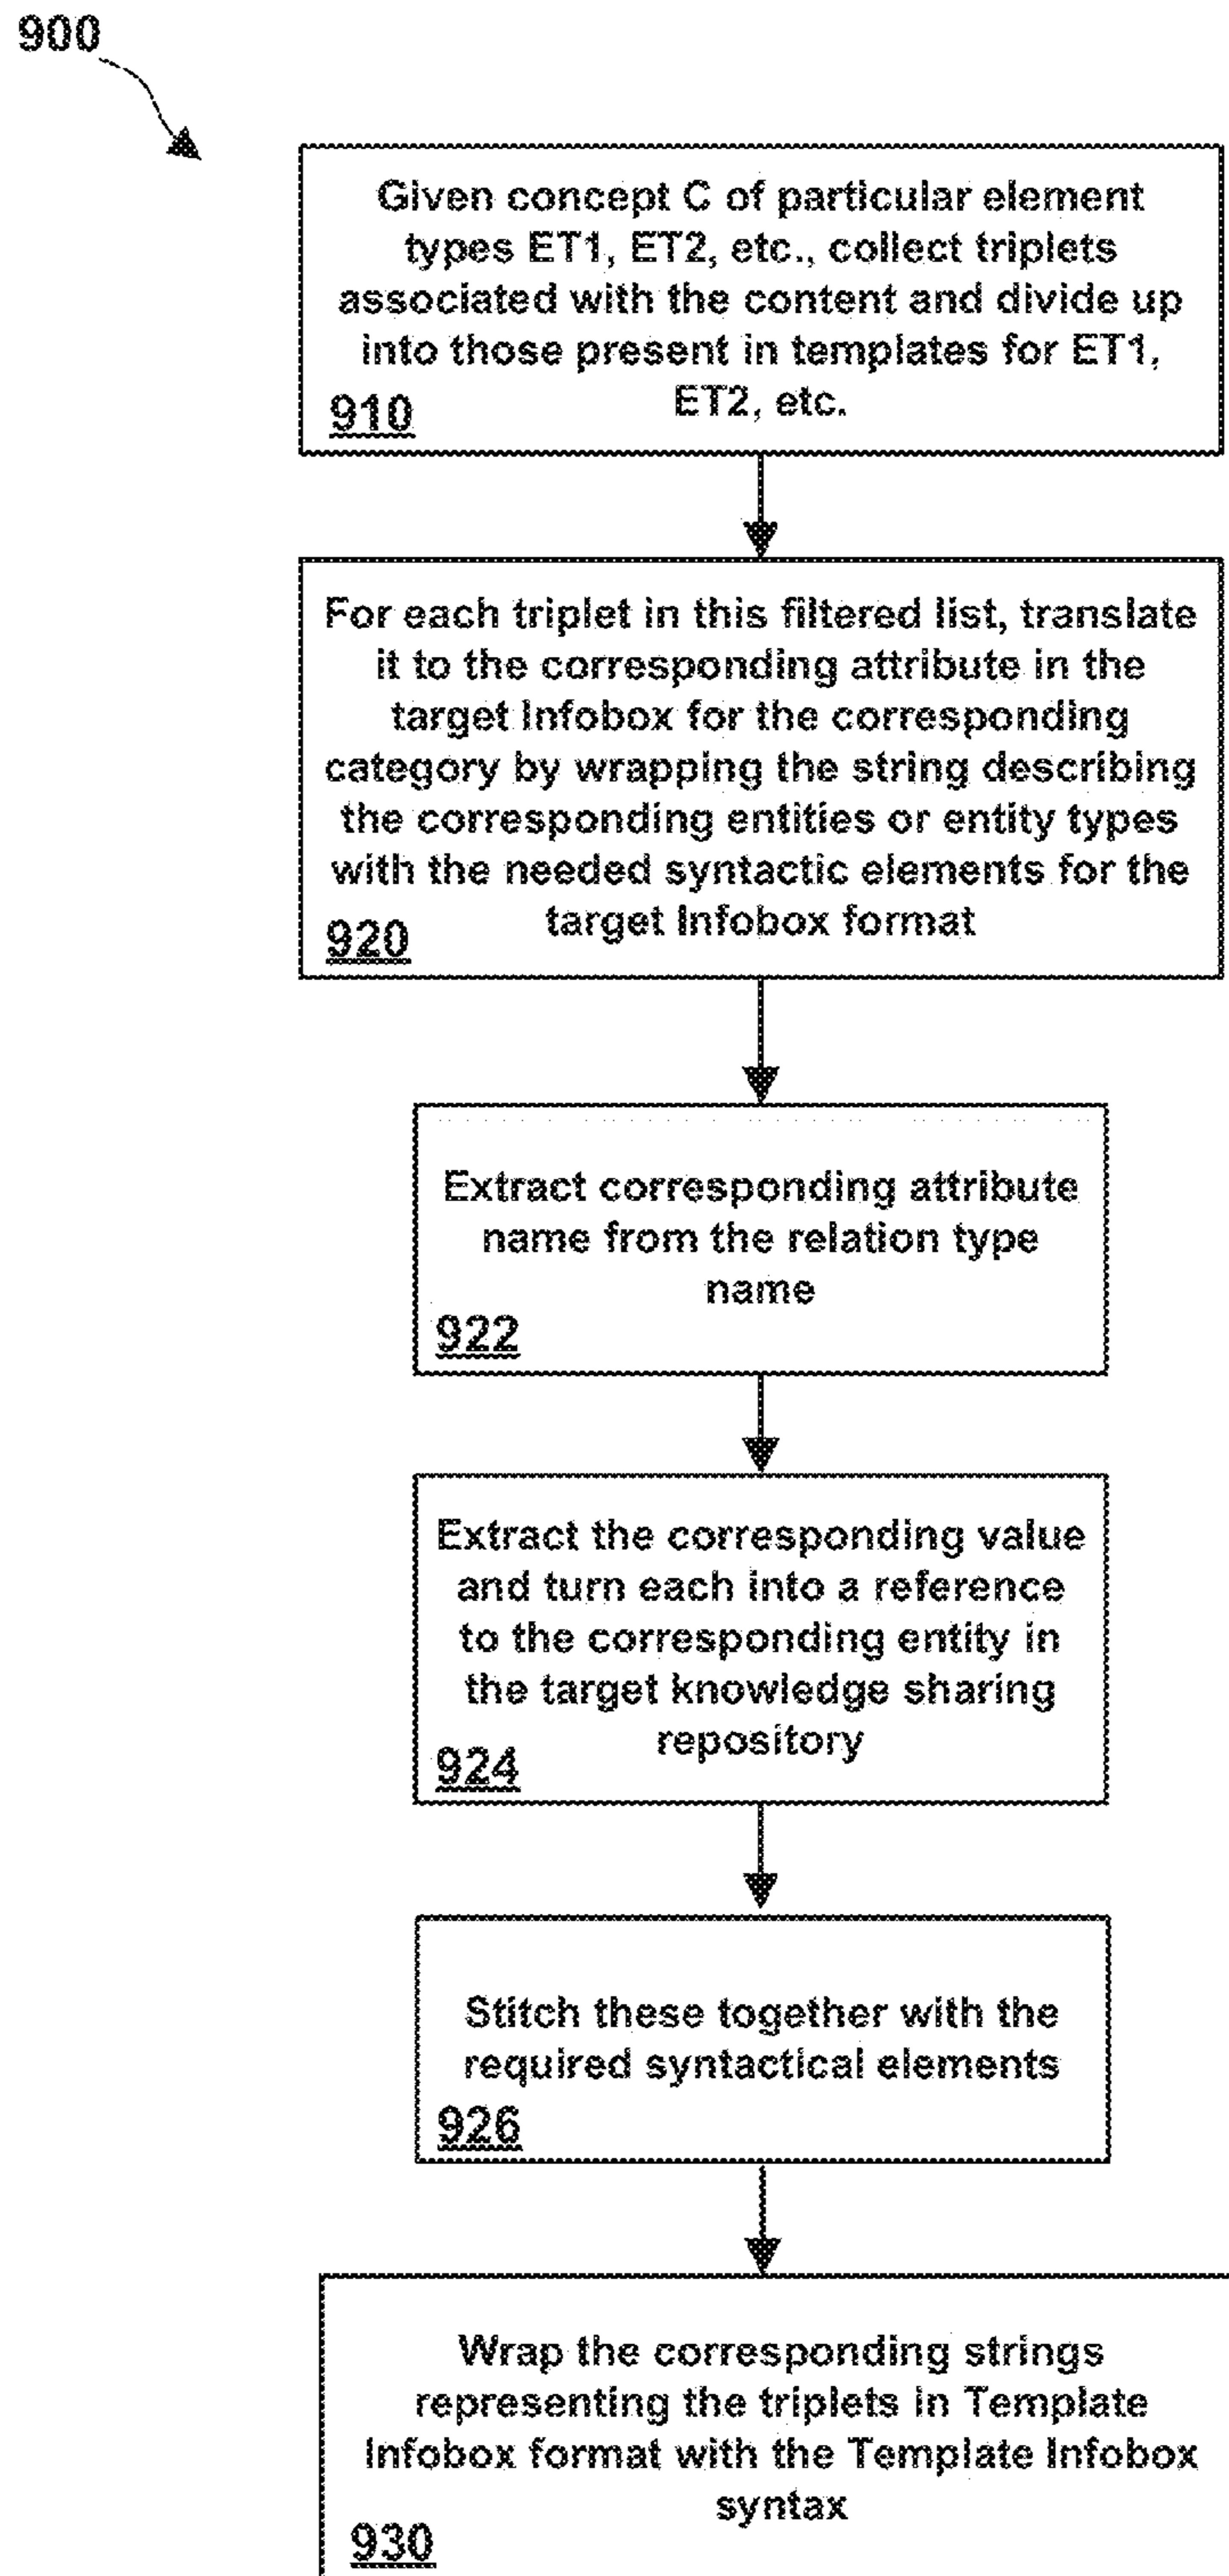 900
Given concept C of particular element
types ET1, ET2, etc., collect triplets
associated with the content and divide up
into those present in templates for ET1,
ET2, etc.
910
For each triplet in this filtered list, translate
it to the corresponding attribute in the
target Infobox for the corresponding
category by wrapping the string describing
the corresponding entities or entity types
with the needed syntactic elements for the
target Infobox format
920
Extract corresponding attribute
name from the relation type
name
922
Extract the corresponding value
and turn each into a reference
to the corresponding entity in
the target knowledge sharing
repository
924
Stitch these together with the
required syntactical elements
926
Wrap the corresponding strings
representing the triplets in Template
Infobox format with the Template Infobox
syntax
930